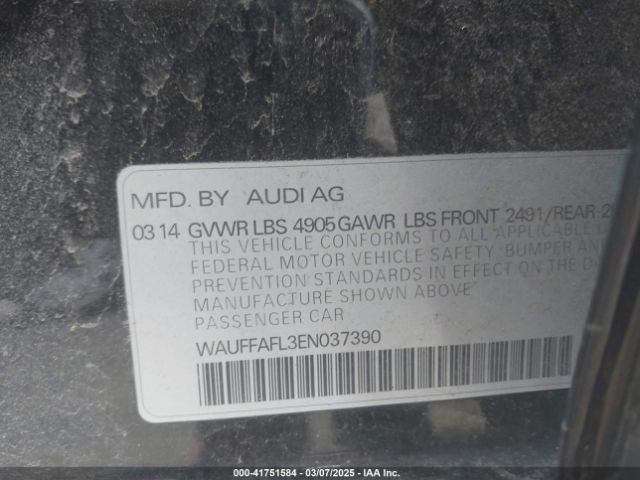 MFD. BY AUDI AG
03 14 GVWR LBS 4905 GAWR LBS FRONT 2491/REAR
THIS VEHICLE CONFORMS TO ALL APPLICABLE
FEDERAL MOTOR VEHICLE SAFETY, BUMPER AND
PREVENTION STANDARDS IN EFFECT ON THE
MANUFACTURE SHOWN ABOVE
PASSENGER CAR
WAUFFAFL3EN037390
000-41751584 — 03/07/2025 — IAA Inc.